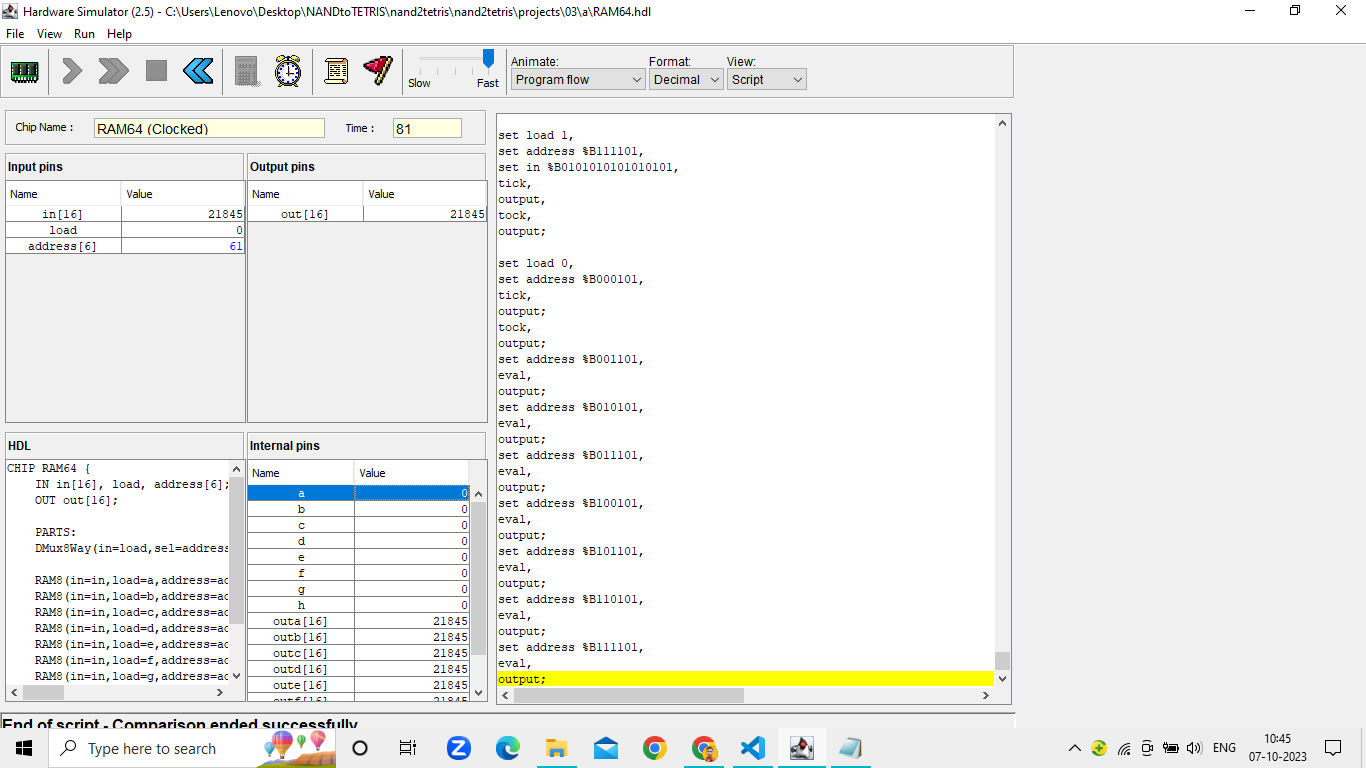 Hardware Simulator (2.5) - C:\Users\Lenovo\Desktop\NANDtoTETRIS\nand2tetris\nand2tetris\projects\03\a\RAM64.hdl
File View Run Help
Slow Fast
Animate:
Program flow
Format:
Decimal
View:
Script
Chip Name : RAM64 (Clocked) Time : 81
Input pins
Name Value
in[16] 21845
load 0
address[6] 61
Output pins
Name Value
out[16] 21845
HDL
CHIP RAM64 {
IN in[16], load, address[6];
OUT out[16];
PARTS:
DMux8Way(in=load,sel=address
RAM8(in=in,load=a,address=ad
RAM8(in=in,load=b,address=ad
RAM8(in=in,load=c,address=ad
RAM8(in=in,load=d,address=ad
RAM8(in=in,load=e,address=ad
RAM8(in=in,load=f,address=ad
RAM8(in=in,load=g,address=ad
Internal pins
Name Value
a 0
b 0
c 0
d 0
e 0
f 0
g 0
h 0
outa[16] 21845
outb[16] 21845
outc[16] 21845
outd[16] 21845
oute[16] 21845
outf[16] 21845
set load 1,
set address %B111101,
set in %B0101010101010101,
tick,
output,
tock,
output;
set load 0,
set address %B000101,
tick,
output;
tock,
output;
set address %B001101,
eval,
output;
set address %B010101,
eval,
output;
set address %B011101,
eval,
output;
set address %B100101,
eval,
output;
set address %B101101,
eval,
output;
set address %B110101,
eval,
output;
set address %B111101,
eval,
output;
End of script - Comparison ended successfully
Type here to search
ENG
10:45
07-10-2023